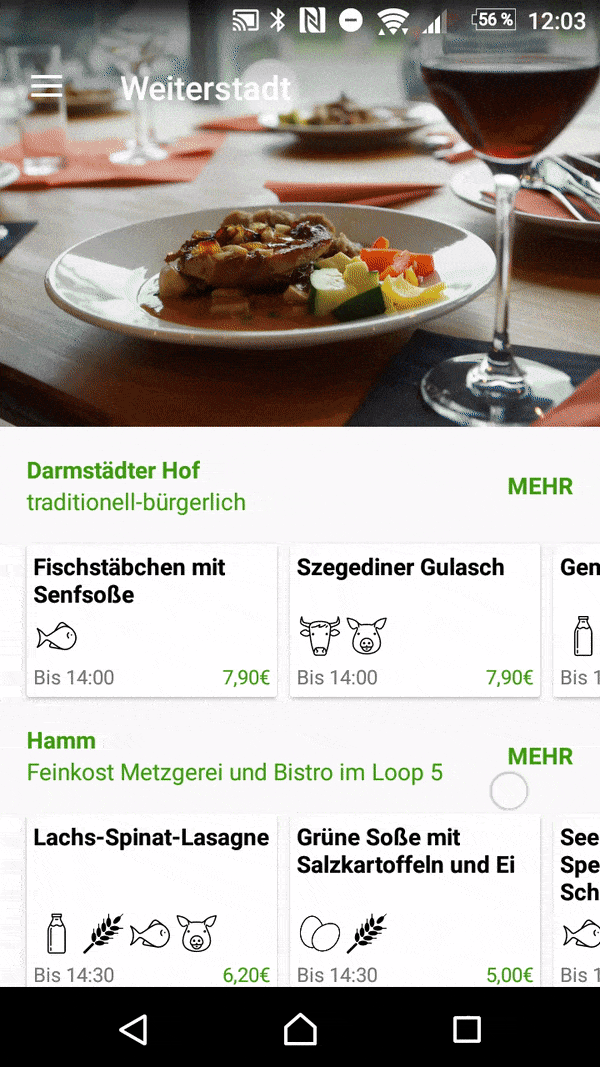 56 % 12:03
Weiterstadt
Darmstädter Hof
traditionell-bürgerlich
MEHR
Fischstäbchen mit
Senfsoße
Bis 14:00 7,90€
Szegediner Gulasch
Bis 14:00 7,90€
Gen
Bis 1
Hamm
Feinkost Metzgerei und Bistro im Loop 5
MEHR
Lachs-Spinat-Lasagne
Bis 14:30 6,20€
Grüne Soße mit
Salzkartoffeln und Ei
Bis 14:30 5,00€
See
Spe
Sch
Bis 1